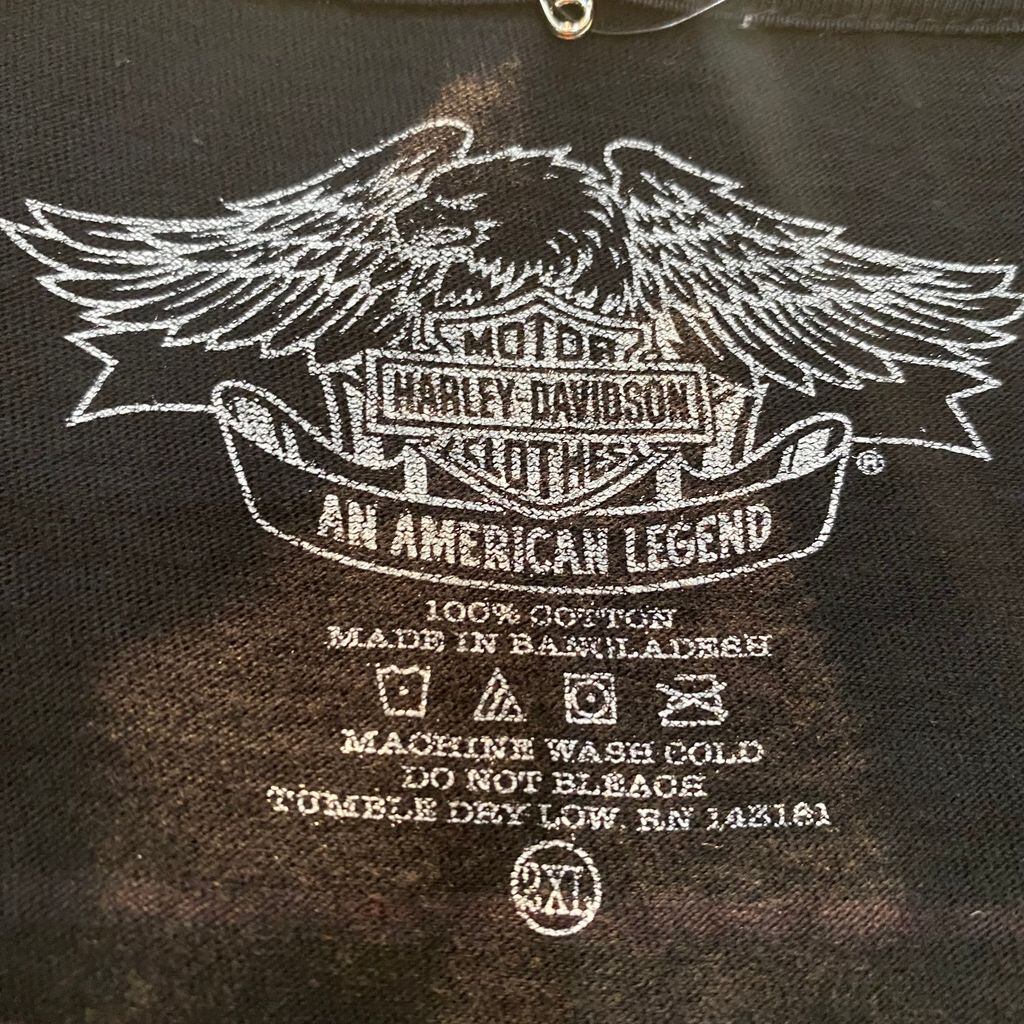 MOTOR
HARLEY-DAVIDSON
CLOTHES
®
AN AMERICAN LEGEND
100% COTTON
MADE IN BANGLADESH
MACHINE WASH COLD
DO NOT BLEACH
TUMBLE DRY LOW. RN 143181
2XL